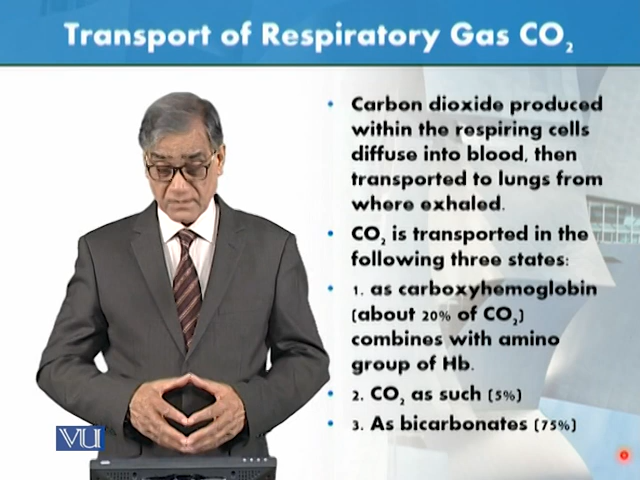 Transport of Respiratory Gas CO₂
• Carbon dioxide produced
within the respiring cells
diffuse into blood, then
transported to lungs from
where exhaled.
• CO₂ is transported in the
following three states:
• 1. as carboxyhemoglobin
(about 20% of CO₂)
combines with amino
group of Hb.
• 2. CO₂ as such (5%)
• 3. As bicarbonates (75%)
VU